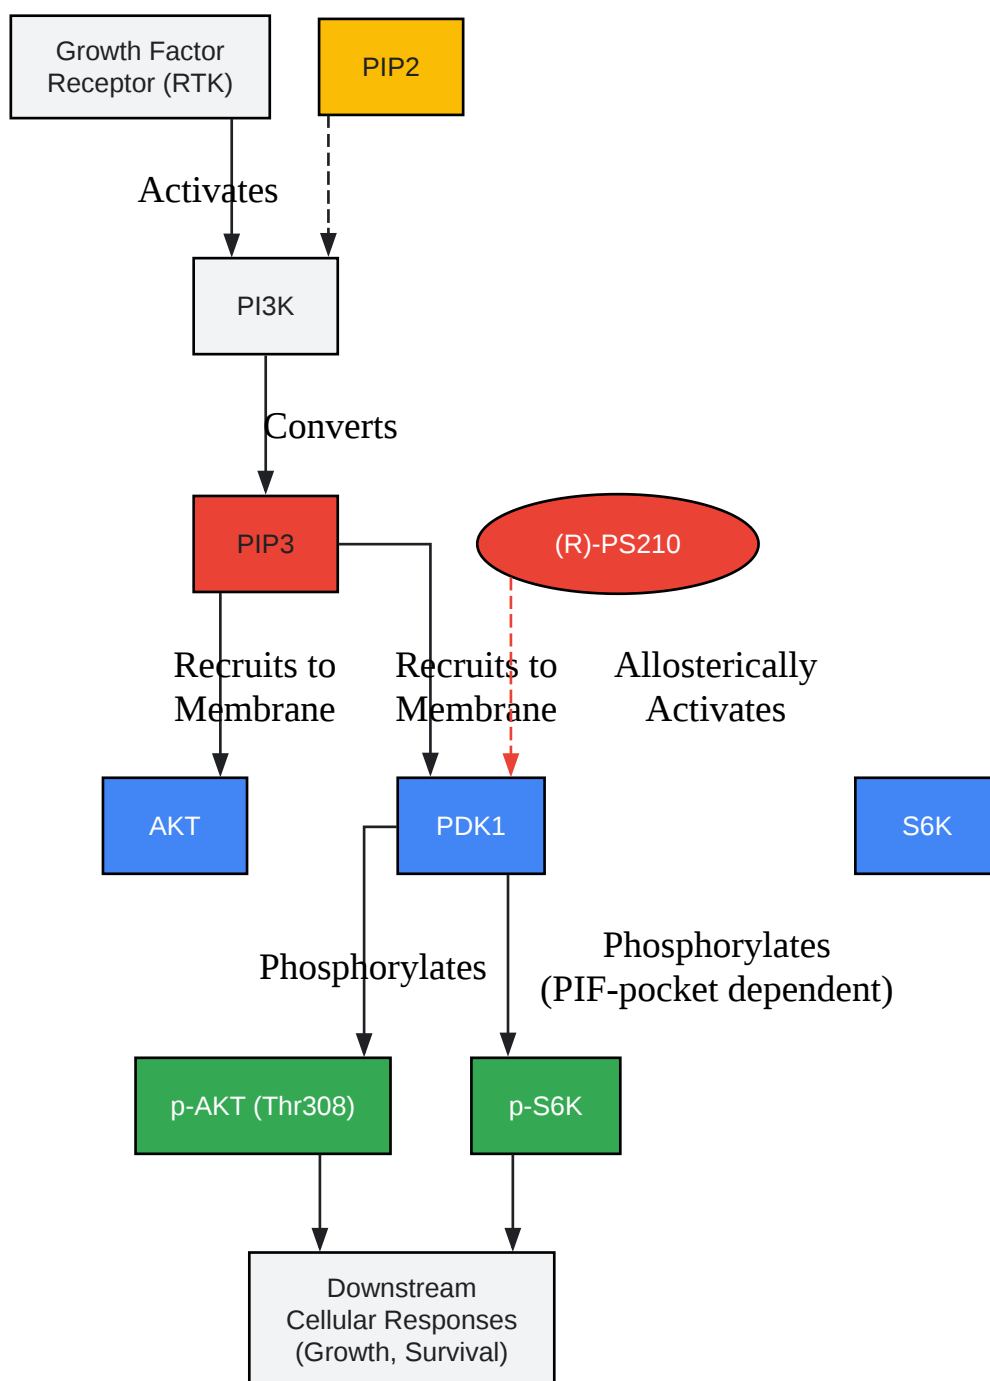 Growth Factor
Receptor (RTK)
PIP2
Activates
PI3K
Converts
PIP3
(R)-PS210
Recruits to
Membrane
Recruits to
Membrane
Allosterically
Activates
AKT
PDK1
S6K
Phosphorylates
Phosphorylates
(PIF-pocket dependent)
p-AKT (Thr308)
p-S6K
Downstream
Cellular Responses
(Growth, Survival)